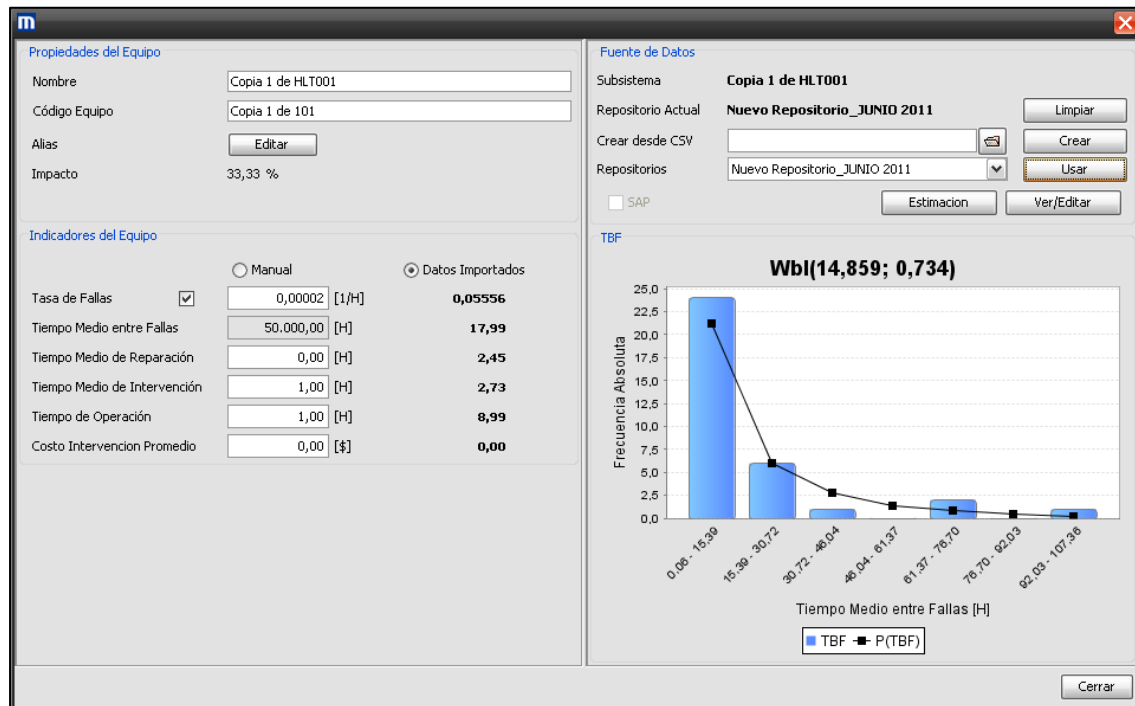 m
Propiedades del Equipo
Nombre Copia 1 de HLT001
Código Equipo Copia 1 de 101
Alias Editar
Impacto 33,33 %
Indicadores del Equipo
Manual Datos Importados
Tasa de Fallas 0,00002 [1/H] 0,05556
Tiempo Medio entre Fallas 50.000,00 [H] 17,99
Tiempo Medio de Reparación 0,00 [H] 2,45
Tiempo Medio de Intervención 1,00 [H] 2,73
Tiempo de Operación 1,00 [H] 8,99
Costo Intervencion Promedio 0,00 [$] 0,00
Fuente de Datos
Subsistema Copia 1 de HLT001
Repositorio Actual Nuevo Repositorio_JUNIO 2011 Limpiar
Crear desde CSV Crear
Repositorios Nuevo Repositorio_JUNIO 2011 Usar
SAP Estimacion Ver/Editar
TBF
Wbl(14,859; 0,734)
Frecuencia Absoluta
25,0
22,5
20,0
17,5
15,0
12,5
10,0
7,5
5,0
2,5
0,0
0,06 - 15,39 15,39 - 30,72 30,72 - 46,04 46,04 - 61,37 61,37 - 76,70 76,70 - 92,03 92,03 - 107,36
Tiempo Medio entre Fallas [H]
TBF P(TBF)
Cerrar